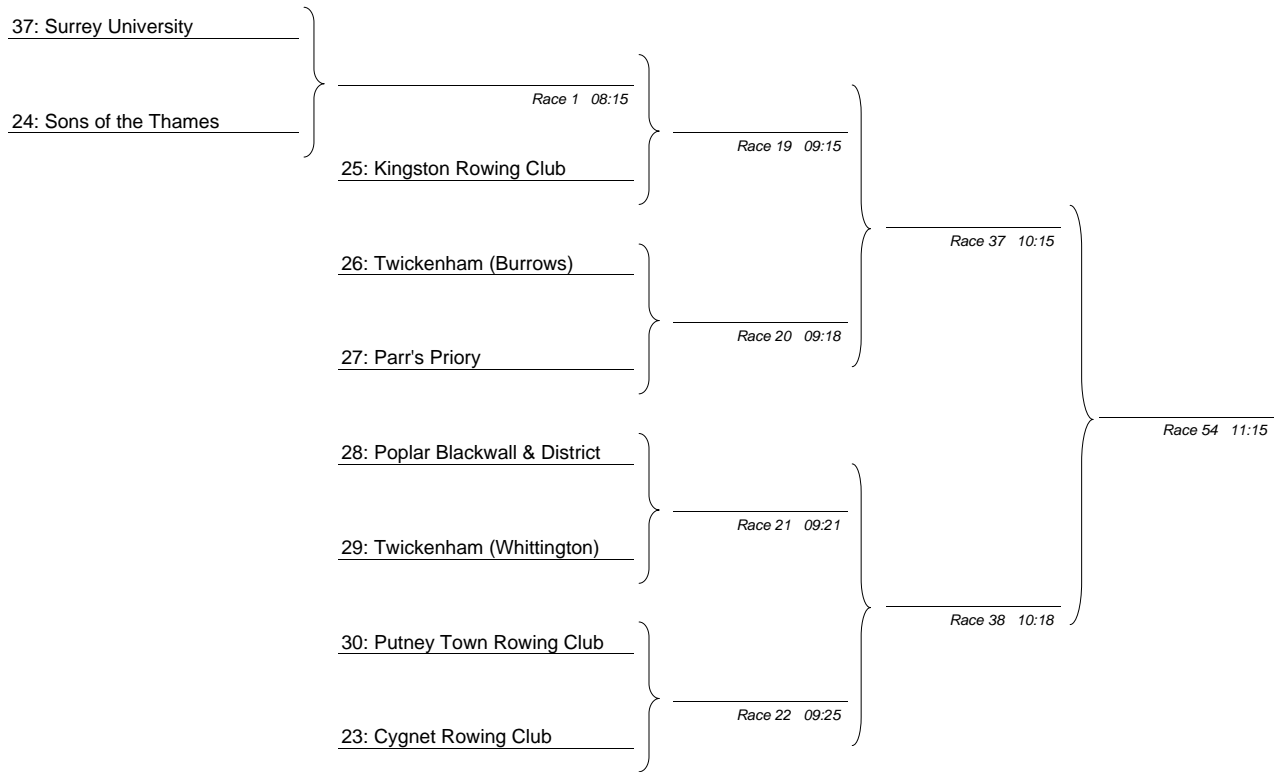 37: Surrey University
24: Sons of the Thames
Race 1 08:15
25: Kingston Rowing Club
26: Twickenham (Burrows)
27: Parr's Priory
28: Poplar Blackwall & District
29: Twickenham (Whittington)
30: Putney Town Rowing Club
23: Cygnet Rowing Club
Race 19 09:15
Race 20 09:18
Race 21 09:21
Race 22 09:25
Race 37 10:15
Race 38 10:18
Race 54 11:15